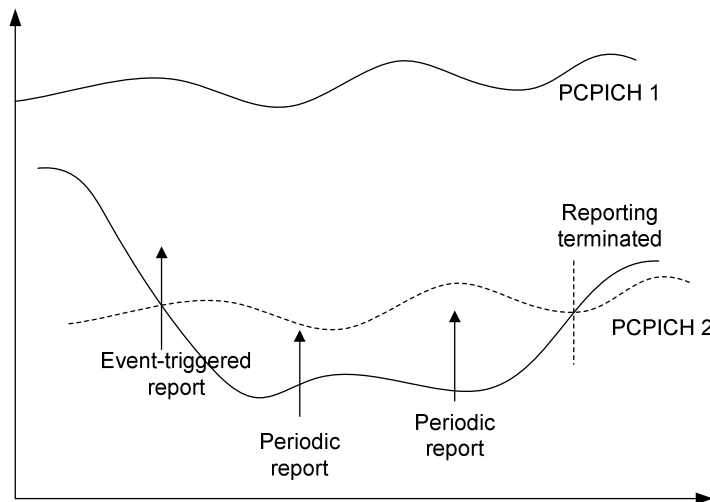 PCPICH 1
Reporting
terminated
PCPICH 2
Event-triggered
report
Periodic
report
Periodic
report